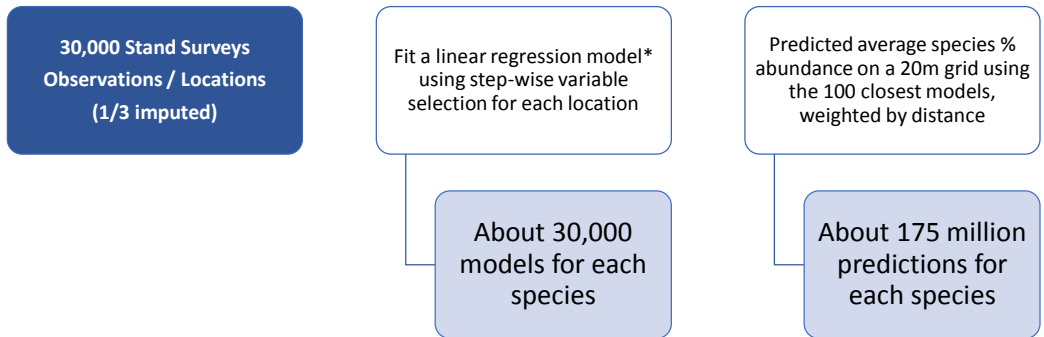 30,000 Stand Surveys
Observations / Locations
(1/3 imputed)
Fit a linear regression model*
using step-wise variable
selection for each location
About 30,000
models for each
species
Predicted average species %
abundance on a 20m grid using
the 100 closest models,
weighted by distance
About 175 million
predictions for
each species